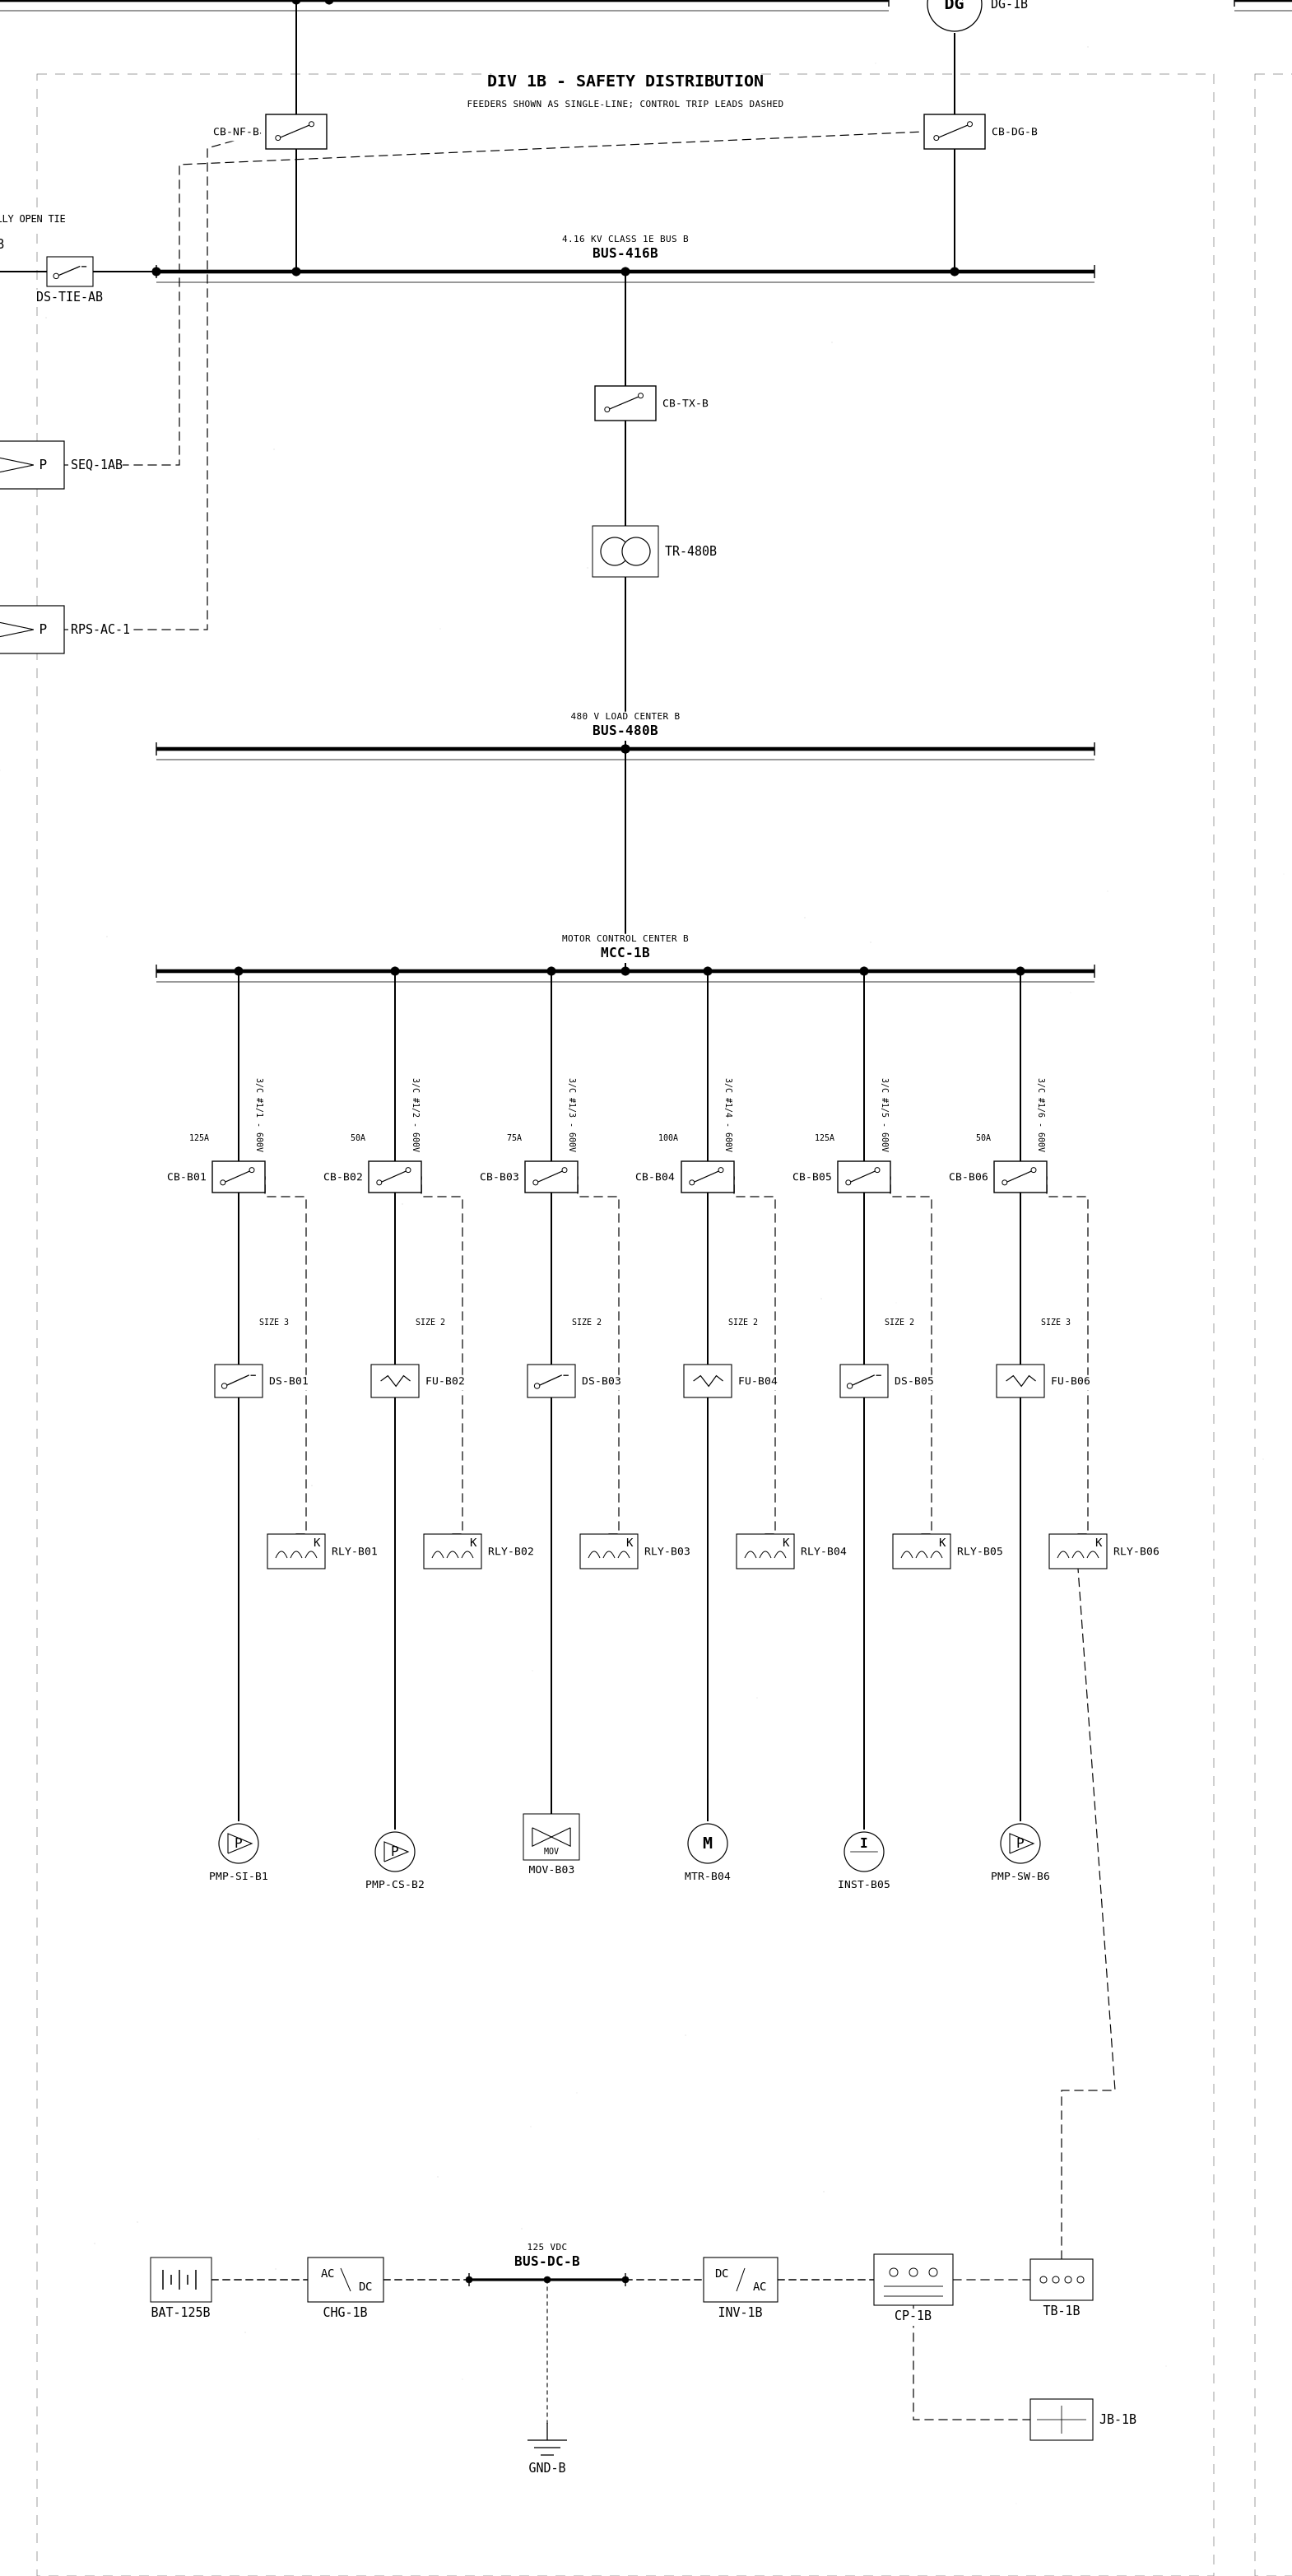 DG
DG-1B
DIV 1B - SAFETY DISTRIBUTION
FEEDERS SHOWN AS SINGLE-LINE; CONTROL TRIP LEADS DASHED
CB-NF-B
CB-DG-B
LLY OPEN TIE
B
4.16 KV CLASS 1E BUS B
BUS-416B
DS-TIE-AB
CB-TX-B
P
SEQ-1AB
TR-480B
P
RPS-AC-1
480 V LOAD CENTER B
BUS-480B
MOTOR CONTROL CENTER B
MCC-1B
3/C #1/1 - 600V
3/C #1/2 - 600V
3/C #1/3 - 600V
3/C #1/4 - 600V
3/C #1/5 - 600V
3/C #1/6 - 600V
125A
50A
75A
100A
125A
50A
CB-B01
CB-B02
CB-B03
CB-B04
CB-B05
CB-B06
SIZE 3
SIZE 2
SIZE 2
SIZE 2
SIZE 2
SIZE 3
DS-B01
FU-B02
DS-B03
FU-B04
DS-B05
FU-B06
K
K
K
K
K
K
RLY-B01
RLY-B02
RLY-B03
RLY-B04
RLY-B05
RLY-B06
P
P
MOV
M
I
P
PMP-SI-B1
PMP-CS-B2
MOV-B03
MTR-B04
INST-B05
PMP-SW-B6
125 VDC
BUS-DC-B
AC
DC
DC
AC
BAT-125B
CHG-1B
INV-1B
CP-1B
TB-1B
JB-1B
GND-B